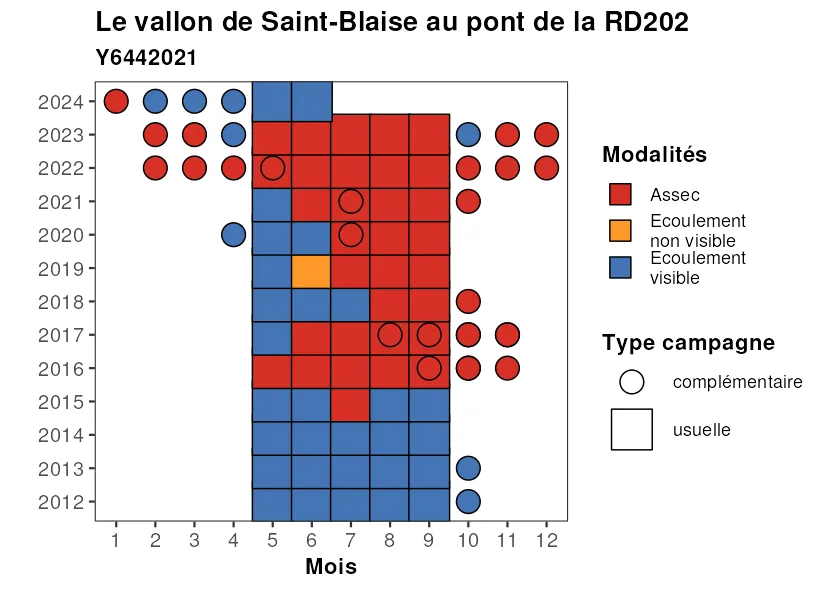 Le vallon de Saint-Blaise au pont de la RD202
Y6442021
2024
2023
2022
2021
2020
2019
2018
2017
2016
2015
2014
2013
2012
1 2 3 4 5 6 7 8 9 10 11 12
Mois
Modalités
Assec
Ecoulement
non visible
Ecoulement
visible
Type campagne
complémentaire
usuelle